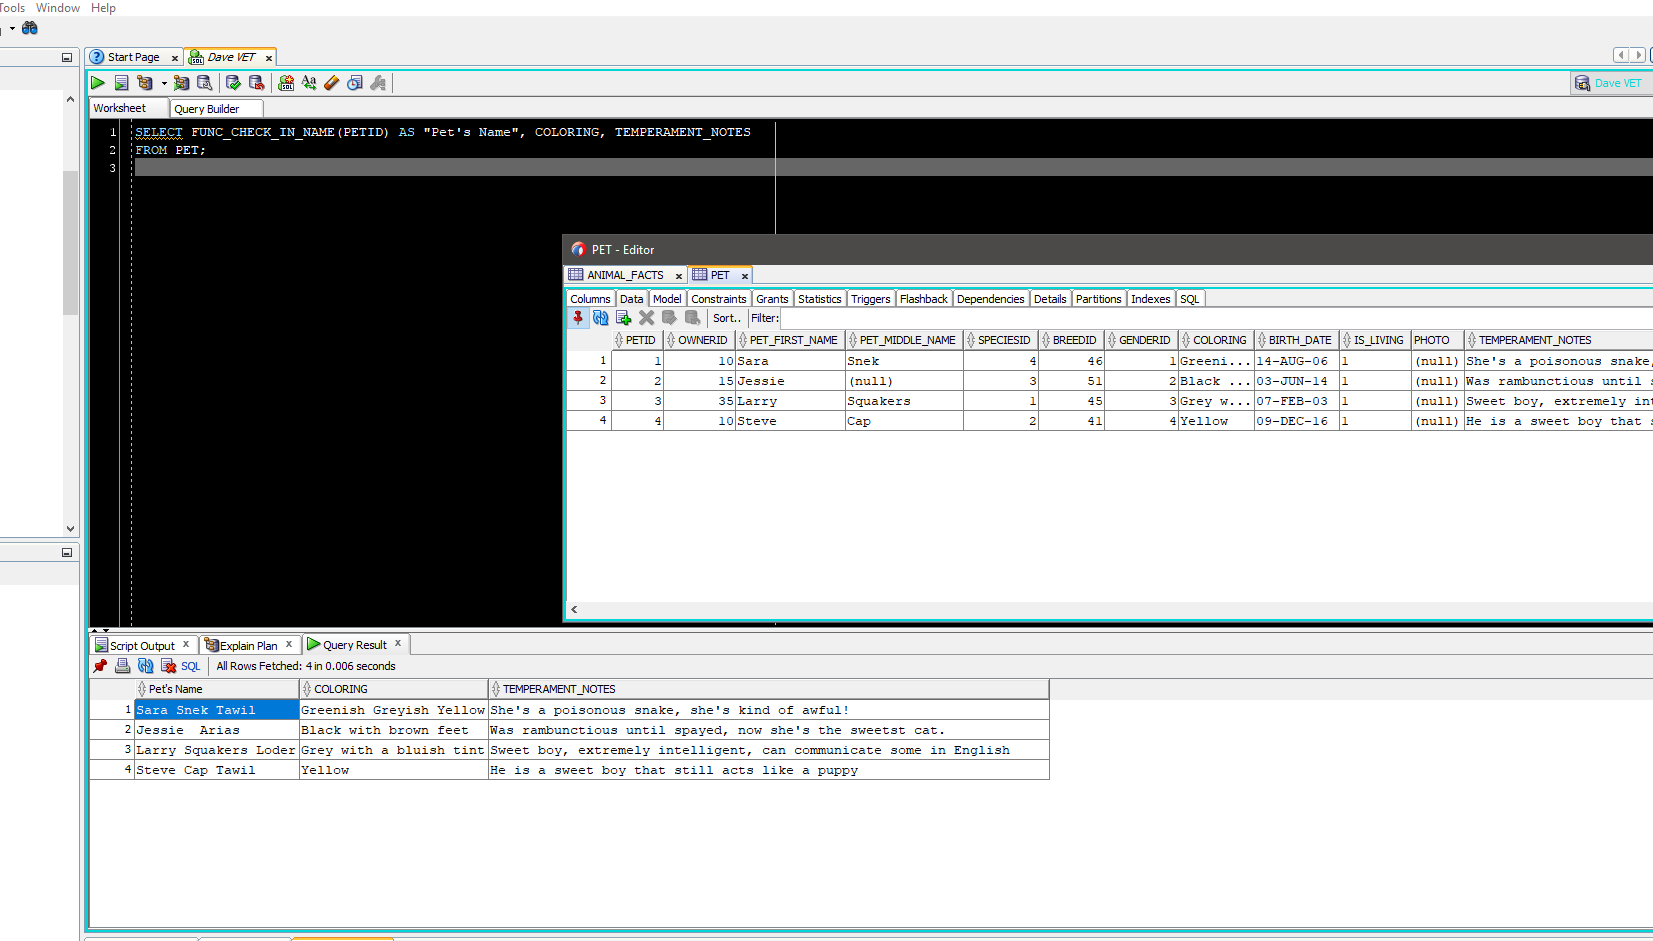 Tools Window Help
Start Page x Dave VET x
Dave VET
Worksheet Query Builder
1 SELECT FUNC_CHECK_IN_NAME(PETID) AS "Pet's Name", COLORING, TEMPERAMENT_NOTES
2 FROM PET;
3
PET - Editor
ANIMAL_FACTS x PET x
Columns Data Model Constraints Grants Statistics Triggers Flashback Dependencies Details Partitions Indexes SQL
Sort.. Filter:
PETID OWNERID PET_FIRST_NAME PET_MIDDLE_NAME SPECIESID BREEDID GENDERID COLORING BIRTH_DATE IS_LIVING PHOTO TEMPERAMENT_NOTES
1 1 10 Sara Snek 4 46 1 Greeni... 14-AUG-06 1 (null) She's a poisonous snake,
2 2 15 Jessie (null) 3 51 2 Black ... 03-JUN-14 1 (null) Was rambunctious until s
3 3 35 Larry Squakers 1 45 3 Grey w... 07-FEB-03 1 (null) Sweet boy, extremely int
4 4 10 Steve Cap 2 41 4 Yellow 09-DEC-16 1 (null) He is a sweet boy that s
Script Output x Explain Plan x Query Result x
SQL All Rows Fetched: 4 in 0.006 seconds
Pet's Name COLORING TEMPERAMENT_NOTES
1 Sara Snek Tawil Greenish Greyish Yellow She's a poisonous snake, she's kind of awful!
2 Jessie  Arias Black with brown feet Was rambunctious until spayed, now she's the sweetst cat.
3 Larry Squakers Loder Grey with a bluish tint Sweet boy, extremely intelligent, can communicate some in English
4 Steve Cap Tawil Yellow He is a sweet boy that still acts like a puppy